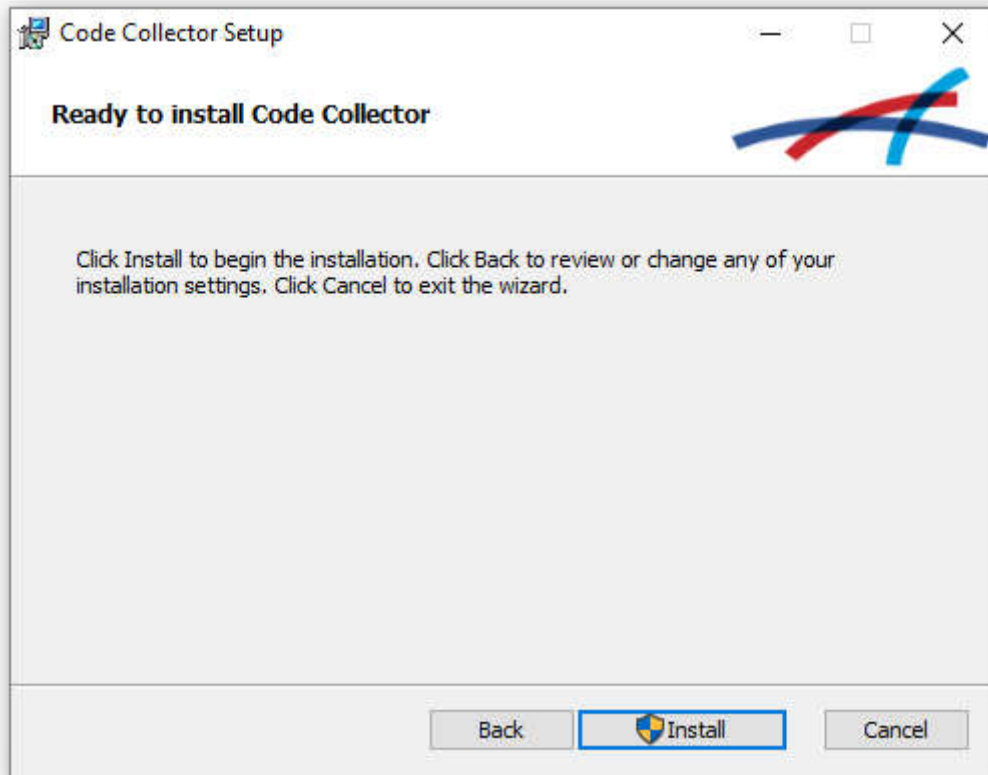 Code Collector Setup
Ready to install Code Collector
Click Install to begin the installation. Click Back to review or change any of your
installation settings. Click Cancel to exit the wizard.
Back
Install
Cancel